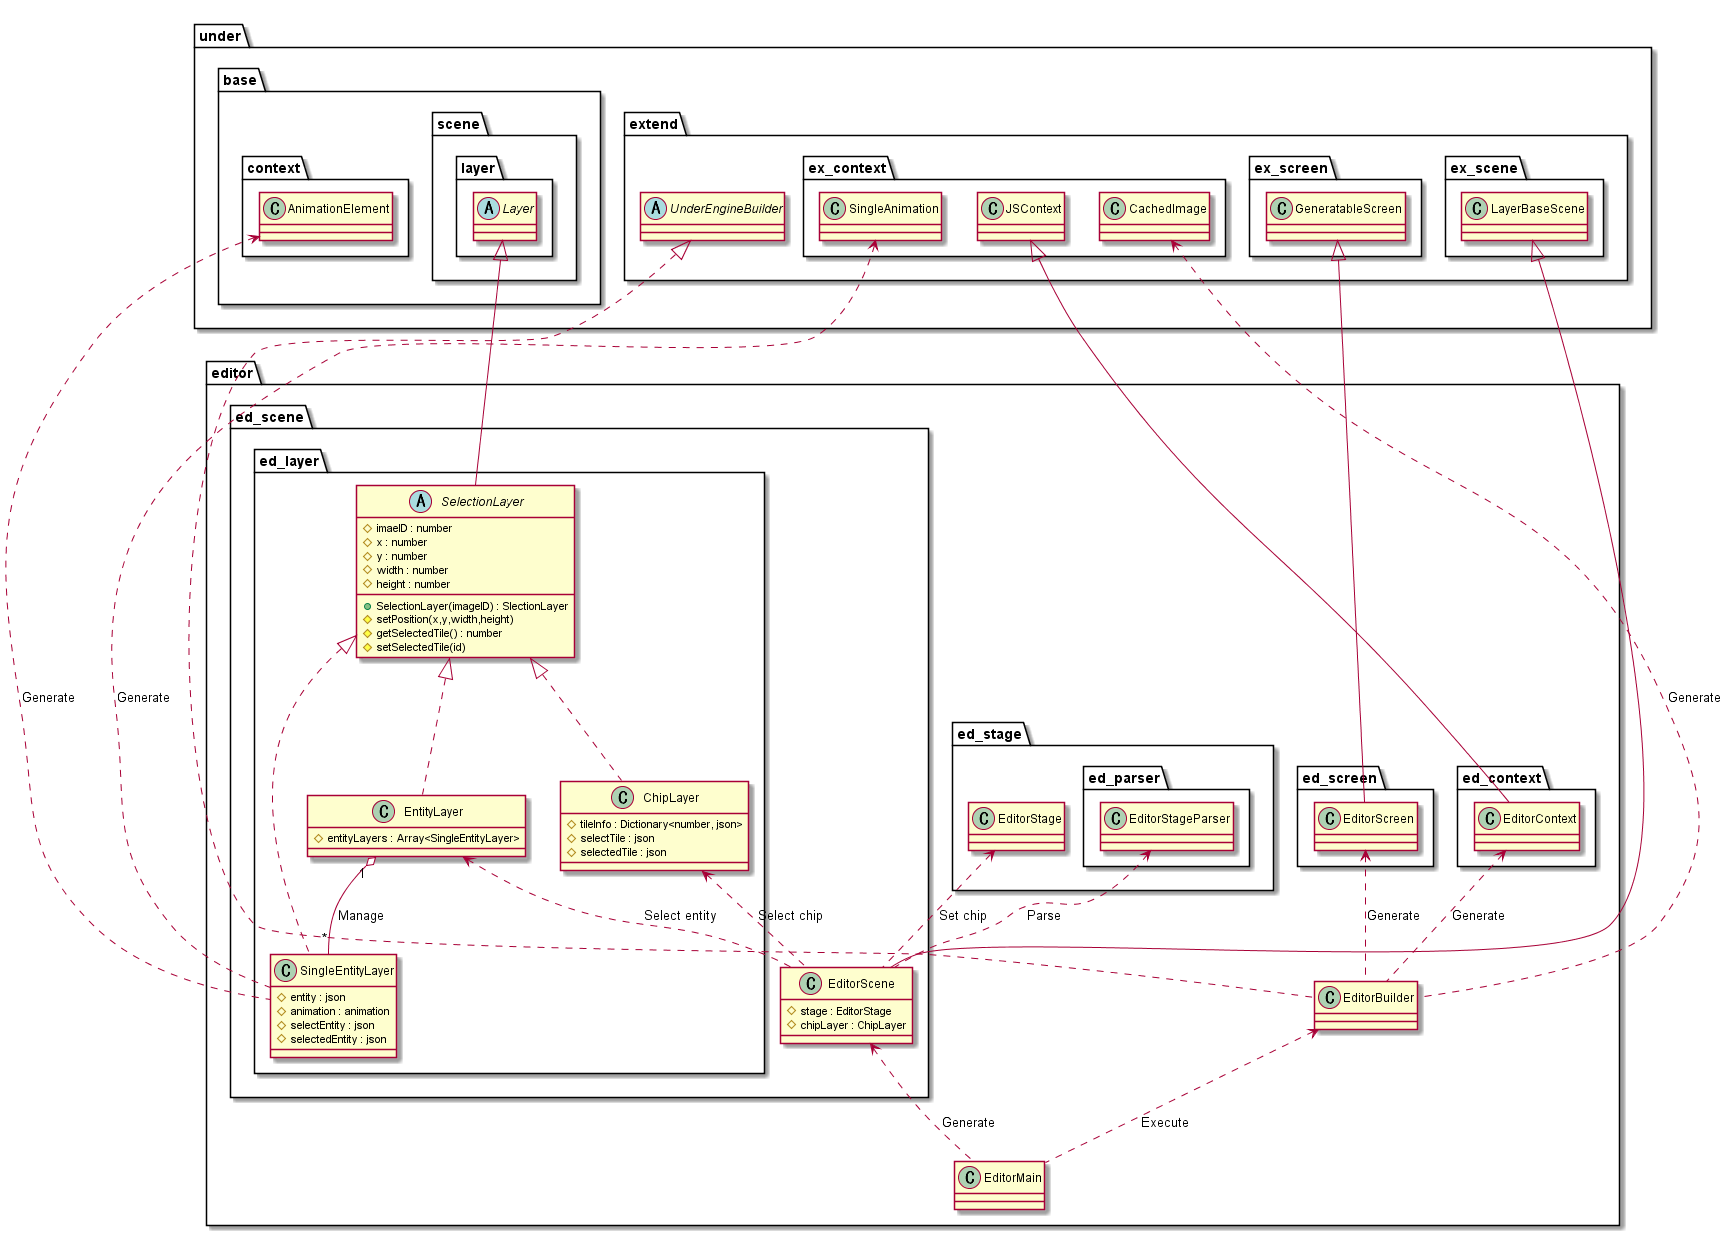 under
base
scene
extend
context
layer
ex_context
ex_screen
ex_scene
C AnimationElement
A Layer
A UnderEngineBuilder
C SingleAnimation
C JSContext
C CachedImage
C GeneratableScreen
C LayerBaseScene
editor
ed_scene
ed_layer
A SelectionLayer
imaeID : number
x : number
y : number
width : number
height : number
SelectionLayer(imageID) : SlectionLayer
setPosition(x,y,width,height)
getSelectedTile() : number
setSelectedTile(id)
Generate
Generate
Generate
ed_stage
ed_parser
ed_screen
ed_context
C EntityLayer
entityLayers : Array<SingleEntityLayer>
C ChipLayer
tileInfo : Dictionary<number, json>
selectTile : json
selectedTile : json
C EditorStage
C EditorStageParser
C EditorScreen
C EditorContext
1
Manage
*
Select entity
Select chip
Set chip
Parse
Generate
Generate
C SingleEntityLayer
entity : json
animation : animation
selectEntity : json
selectedEntity : json
C EditorScene
stage : EditorStage
chipLayer : ChipLayer
C EditorBuilder
Generate
Execute
C EditorMain